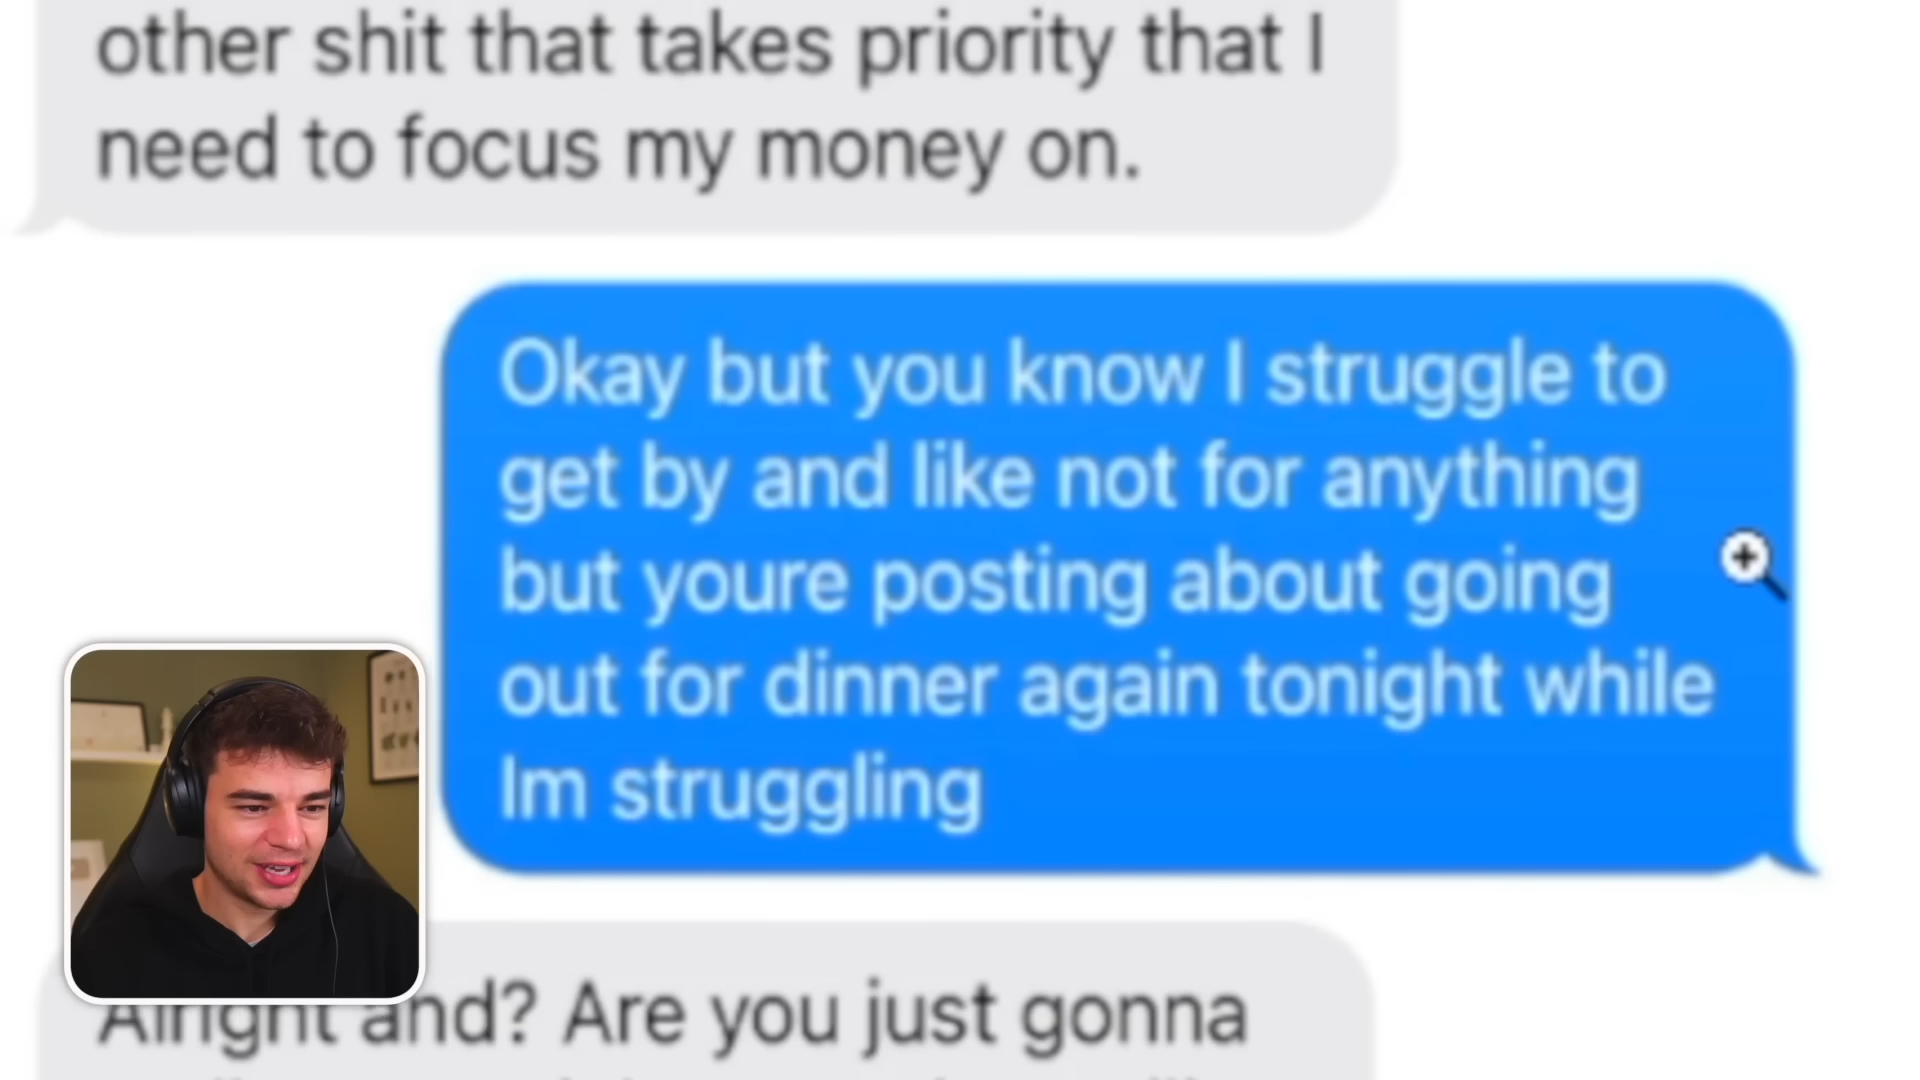 other shit that takes priority that I
need to focus my money on.
Okay but you know I struggle to
get by and like not for anything
but youre posting about going
out for dinner again tonight while
Im struggling
Alright and? Are you just gonna